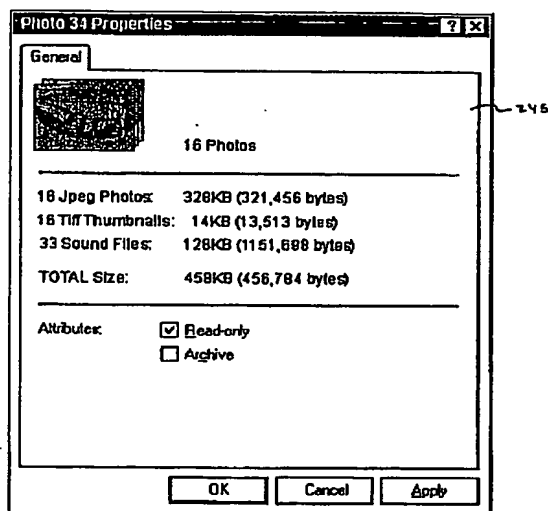 Photo 34 Properties
General
245
16 Photos
16 Jpeg Photos: 328KB (321,456 bytes)
16 Tiff Thumbnails: 14KB (13,513 bytes)
33 Sound Files: 128KB (1151,698 bytes)
TOTAL Size: 458KB (456,784 bytes)
Attributes: Read-only
Archive
OK Cancel Apply